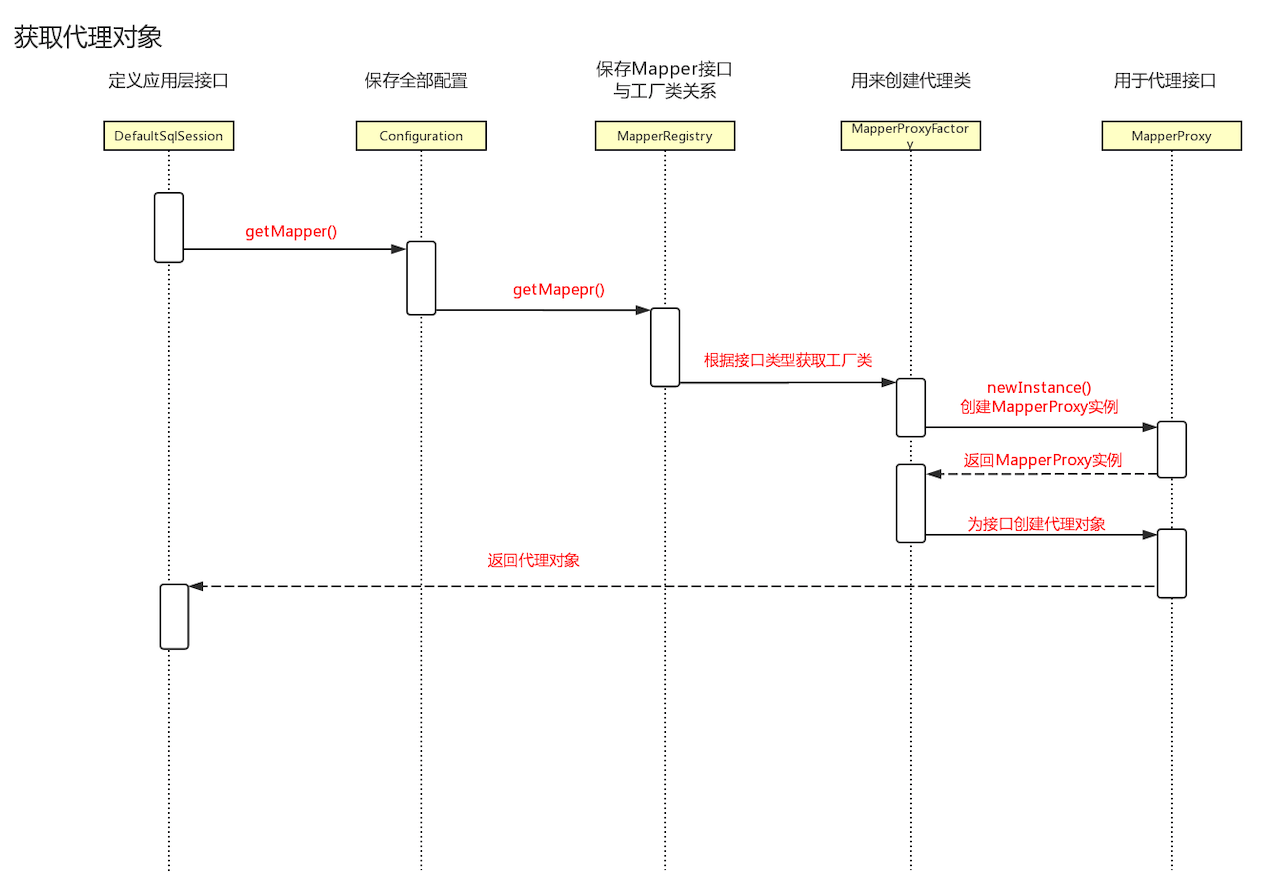 获取代理对象
定义应用层接口
保存全部配置
保存Mapper接口
与工厂类关系
用来创建代理类
用于代理接口
DefaultSqlSession
Configuration
MapperRegistry
MapperProxyFactor
y
MapperProxy
getMapper()
getMapepr()
根据接口类型获取工厂类
newInstance()
创建MapperProxy实例
返回MapperProxy实例
为接口创建代理对象
返回代理对象